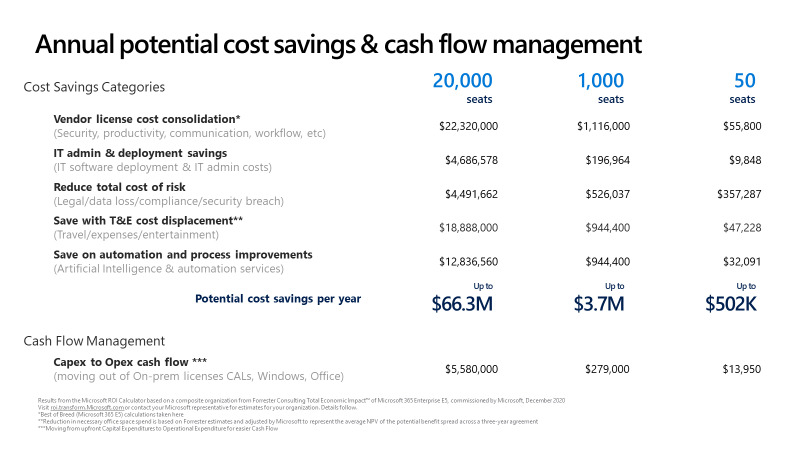 Annual potential cost savings & cash flow management
Cost Savings Categories
20,000 seats
1,000 seats
50 seats
Vendor license cost consolidation*
(Security, productivity, communication, workflow, etc)
$22,320,000 $1,116,000 $55,800
IT admin & deployment savings
(IT software deployment & IT admin costs)
$4,686,578 $196,964 $9,848
Reduce total cost of risk
(Legal/data loss/compliance/security breach)
$4,491,662 $526,037 $357,287
Save with T&E cost displacement**
(Travel/expenses/entertainment)
$18,888,000 $944,400 $47,228
Save on automation and process improvements
(Artificial Intelligence & automation services)
$12,836,560 $944,400 $32,091
Potential cost savings per year
Up to $66.3M
Up to $3.7M
Up to $502K
Cash Flow Management
Capex to Opex cash flow ***
(moving out of On-prem licenses CALs, Windows, Office)
$5,580,000 $279,000 $13,950
Results from the Microsoft ROI Calculator based on a composite organization from Forrester Consulting Total Economic Impact™ of Microsoft 365 Enterprise E5, commissioned by Microsoft, December 2020
Visit roi.transform.Microsoft.com or contact your Microsoft representative for estimates for your organization. Details follow.
*Best of Breed (Microsoft 365 E5) calculations taken here
**Reduction in necessary office space spend is based on Forrester estimates and adjusted by Microsoft to represent the average NPV of the potential benefit spread across a three-year agreement
***Moving from upfront Capital Expenditures to Operational Expenditure for easier Cash Flow